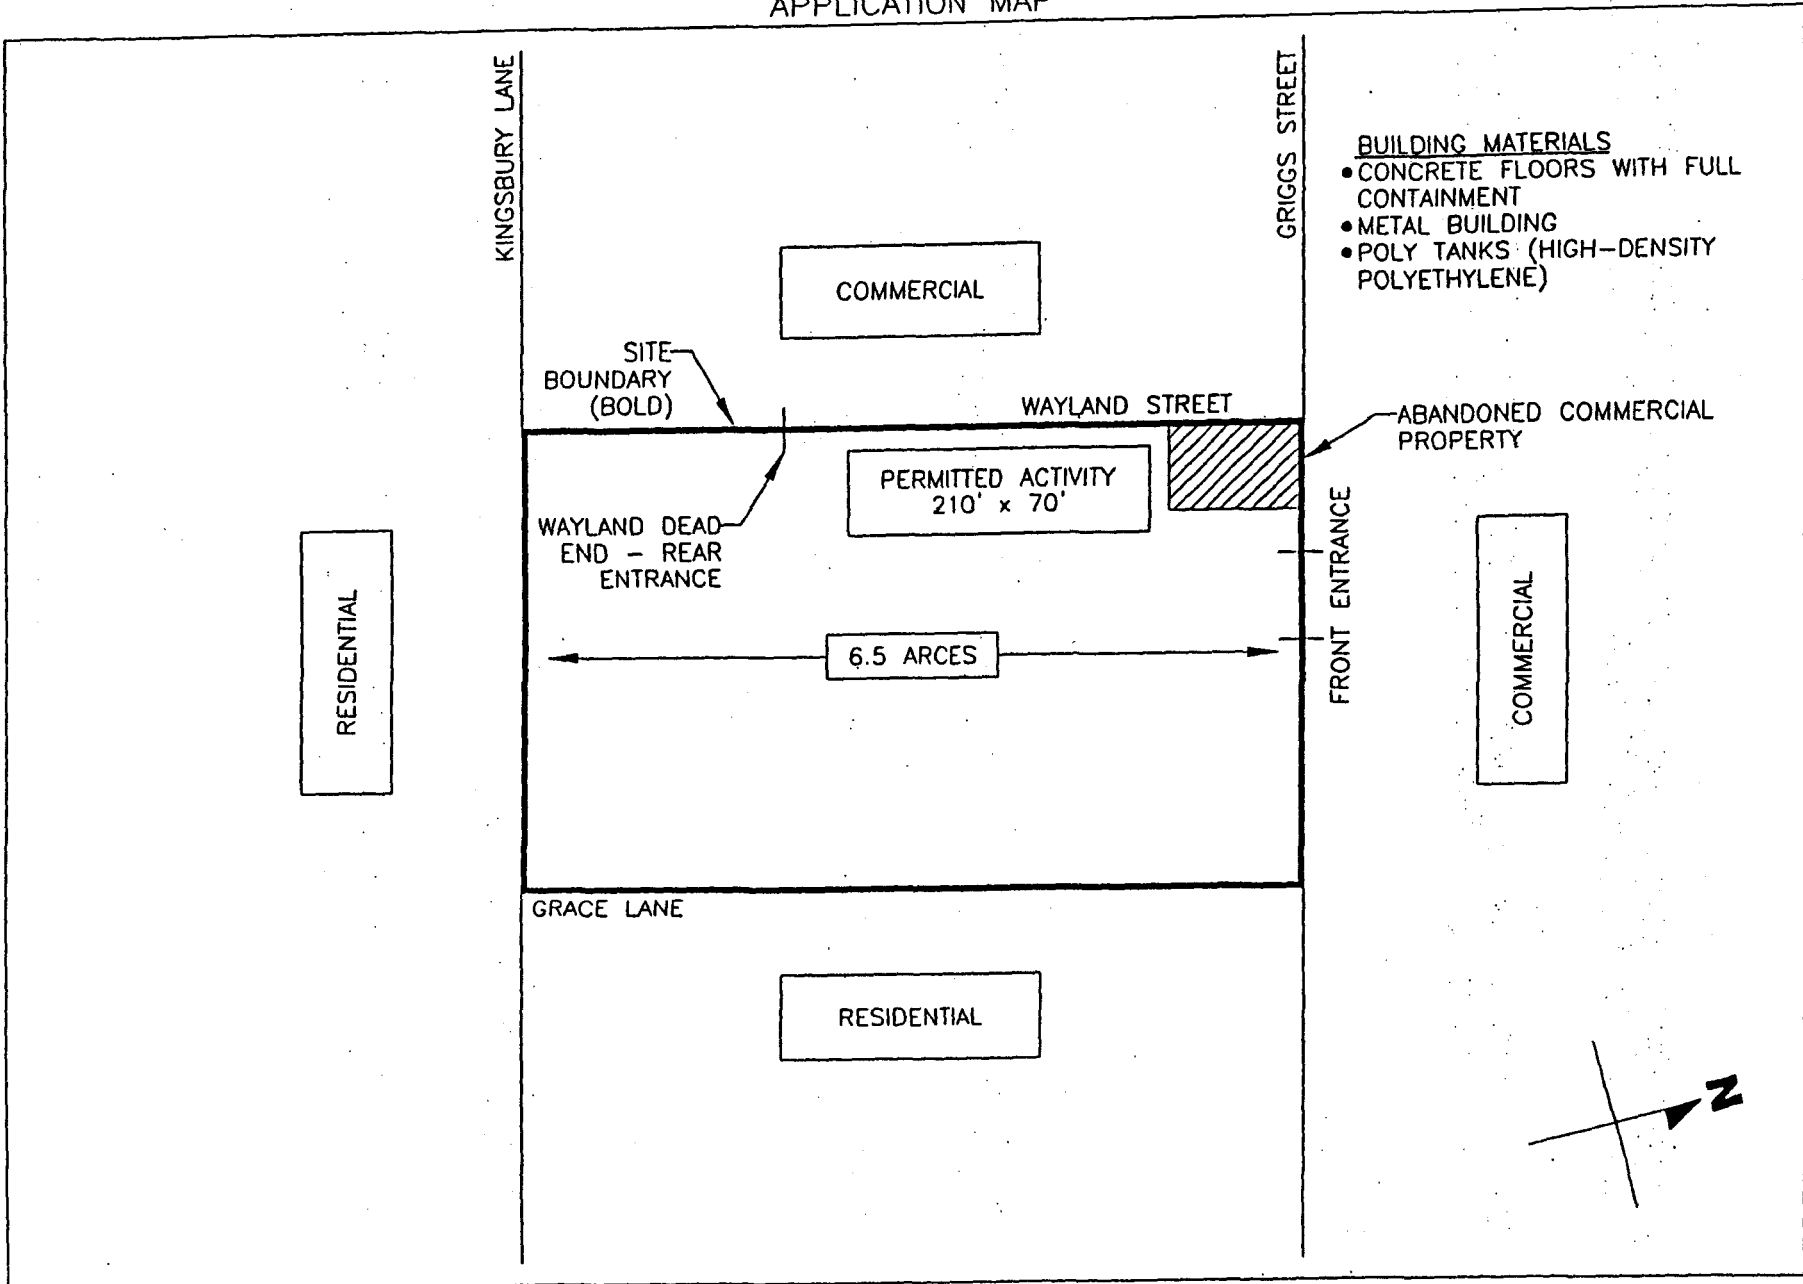 APPLICATION MAP
KINGSBURY LANE
GRIGGS STREET
BUILDING MATERIALS
•CONCRETE FLOORS WITH FULL
CONTAINMENT
•METAL BUILDING
•POLY TANKS (HIGH-DENSITY
POLYETHYLENE)
COMMERCIAL
SITE
BOUNDARY
(BOLD)
WAYLAND STREET
ABANDONED COMMERCIAL
PROPERTY
PERMITTED ACTIVITY
210' x 70'
WAYLAND DEAD
END - REAR
ENTRANCE
FRONT ENTRANCE
RESIDENTIAL
6.5 ARCES
COMMERCIAL
GRACE LANE
RESIDENTIAL
N